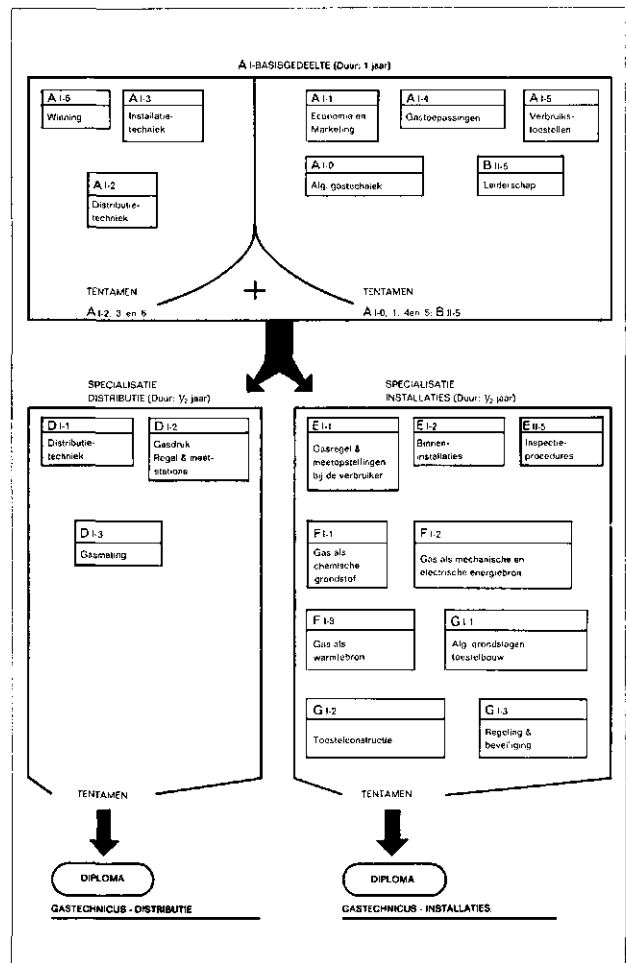 A I-BASISGEDEELTE (Duur: 1 jaar)
A I-6
Winning
A I-3
Installatie-
techniek
A I-2
Distributie-
techniek
A I-1
Economie en
Marketing
A I-4
Gastoepassingen
A I-5
Verbruiks-
toestellen
A I-0
Alg. gastechniek
B II-5
Leiderschap
TENTAMEN
A I-2, 3 en 6
+
TENTAMEN
A I-0, 1, 4en 5: B II-5
SPECIALISATIE
DISTRIBUTIE (Duur: 1/2 jaar)
D I-1
Distributie-
techniek
D I-2
Gasdruk
Regel & meet-
stations
D I-3
Gasmeting
TENTAMEN
DIPLOMA
GASTECHNICUS - DISTRIBUTIE
SPECIALISATIE
INSTALLATIES (Duur: 1/2 jaar)
E I-1
Gasregel &
meetopstellingen
bij de verbruiker
E I-2
Binnen-
installaties
E II-5
Inspectie-
procedures
F I-1
Gas als
chemische
grondstof
F I-2
Gas als mechanische en
electrische energiebron
F I-3
Gas als
warmtebron
G I-1
Alg. grondslagen
toestelbouw
G I-2
Toestelconstructie
G I-3
Regeling &
beveiliging
TENTAMEN
DIPLOMA
GASTECHNICUS - INSTALLATIES.